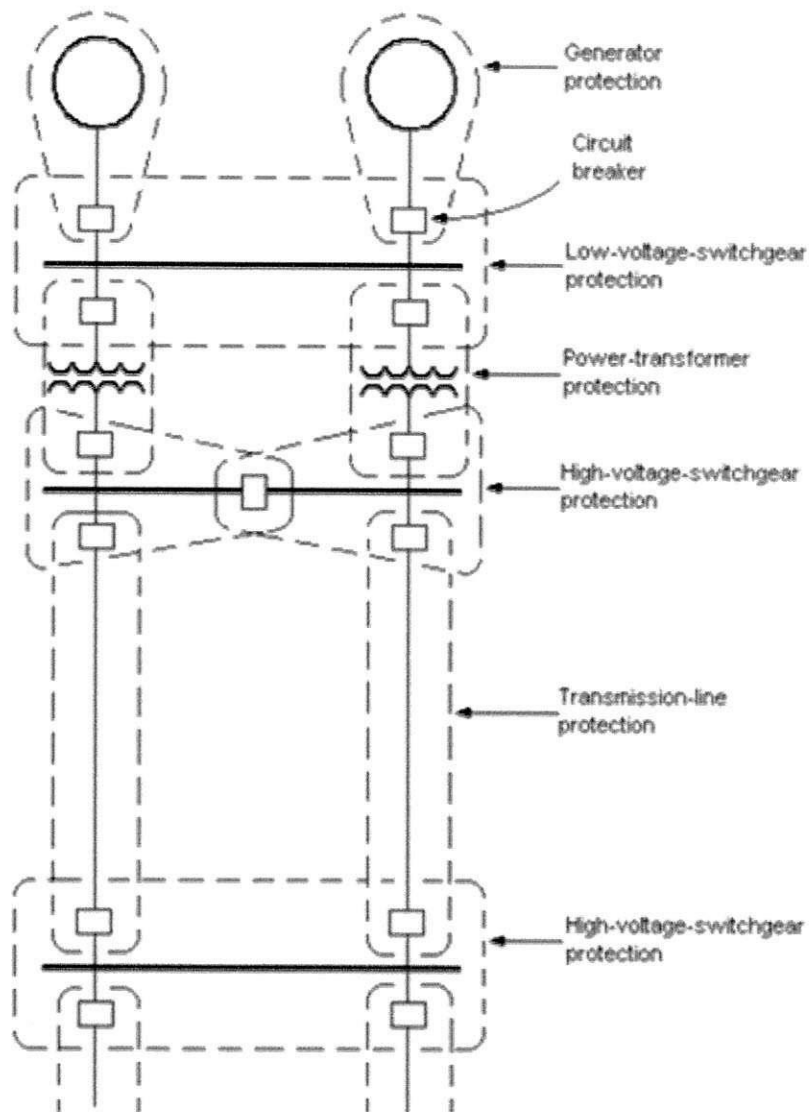 Generator
protection
Circuit
breaker
Low-voltage-switchgear
protection
Power-transformer
protection
High-voltage-switchgear
protection
Transmission-line
protection
High-voltage-switchgear
protection